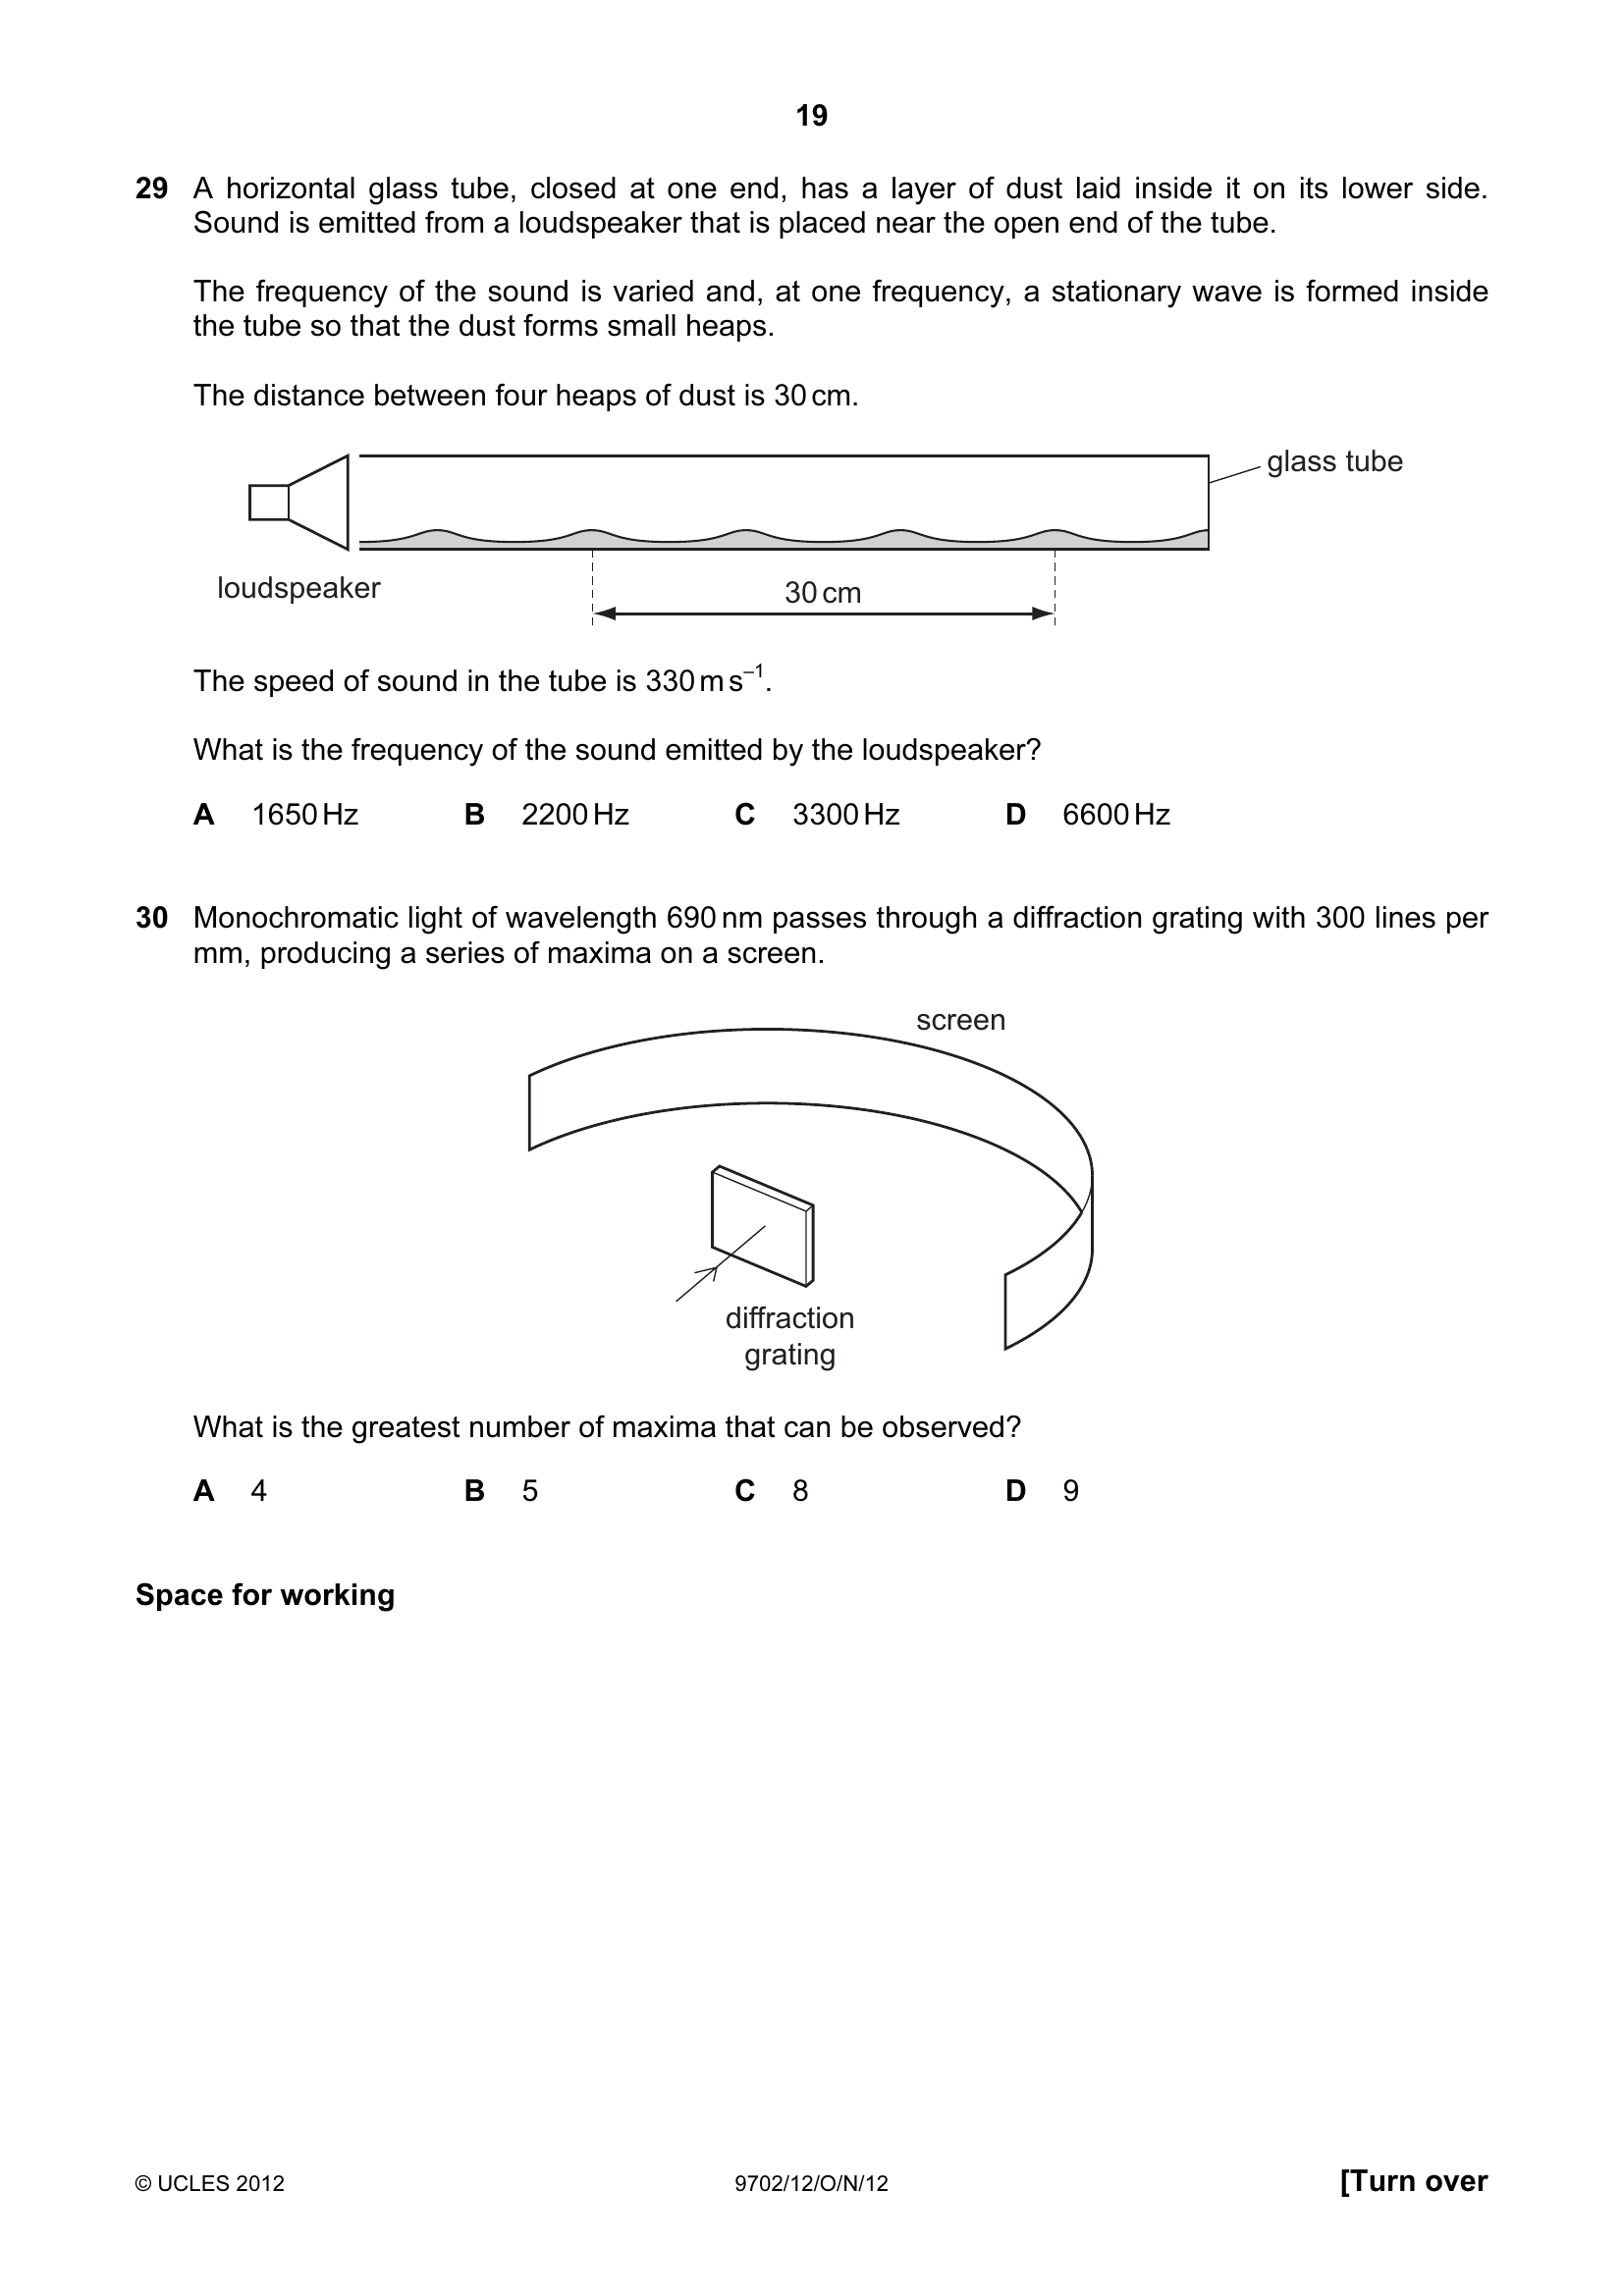 19
29 A horizontal glass tube, closed at one end, has a layer of dust laid inside it on its lower side.
Sound is emitted from a loudspeaker that is placed near the open end of the tube.
The frequency of the sound is varied and, at one frequency, a stationary wave is formed inside
the tube so that the dust forms small heaps.
The distance between four heaps of dust is 30 cm.
glass tube
loudspeaker
30 cm
The speed of sound in the tube is 330 m s⁻¹.
What is the frequency of the sound emitted by the loudspeaker?
A 1650 Hz B 2200 Hz C 3300 Hz D 6600 Hz
30 Monochromatic light of wavelength 690 nm passes through a diffraction grating with 300 lines per
mm, producing a series of maxima on a screen.
screen
diffraction
grating
What is the greatest number of maxima that can be observed?
A 4 B 5 C 8 D 9
Space for working
© UCLES 2012 9702/12/O/N/12 [Turn over